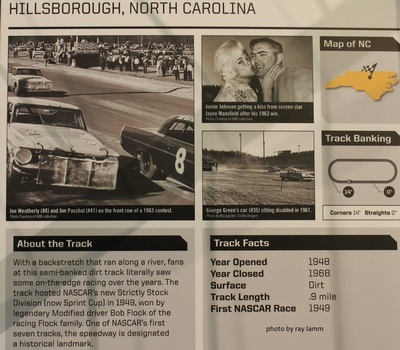 HILLSBOROUGH, NORTH CAROLINA
Junior Johnson getting a kiss from screen star
Jayne Mansfield after his 1963 win.
Map of NC
Joe Weatherly (#8) and Jim Paschal (#41) on the front row of a 1963 contest.
8
George Green's car (#35) sitting disabled in 1961.
Track Banking
14°
0°
Corners 14° Straights 0°
About the Track
With a backstretch that ran along a river, fans
at this semi-banked dirt track literally saw
some on-the-edge racing over the years. The
track hosted NASCAR's new Strictly Stock
Division (now Sprint Cup) in 1949, won by
legendary Modified driver Bob Flock of the
racing Flock family. One of NASCAR's first
seven tracks, the speedway is designated
a historical landmark.
Track Facts
Year Opened 1948
Year Closed 1968
Surface Dirt
Track Length .9 mile
First NASCAR Race 1949
photo by ray lamm